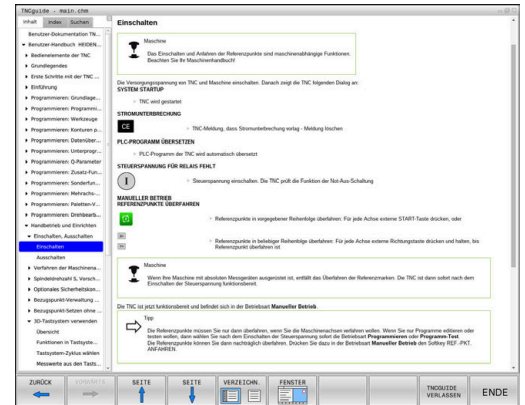 TNCguide - main.chm
Inhalt Index Suchen
Benutzer-Dokumentation TN...
Benutzer-Handbuch HEIDEN...
Bedienelemente der TNC
Grundlegendes
Erste Schritte mit der TNC ...
Einführung
Programmieren: Grundlage...
Programmieren: Programmi...
Programmieren: Werkzeuge
Programmieren: Konturen p...
Programmieren: Datenüber...
Programmieren: Unterprogr...
Programmieren: Q-Parameter
Programmieren: Zusatz-Fun...
Programmieren: Sonderfun...
Programmieren: Mehrachs-...
Programmieren: Paletten-V...
Programmieren: Drehbearb...
Handbetrieb und Einrichten
Einschalten, Ausschalten
Einschalten
Ausschalten
Verfahren der Maschinena...
Spindeldrehzahl S, Vorsch...
Optionales Sicherheitskon...
Bezugspunkt-Verwaltung ...
Bezugspunkt-Setzen ohne ...
3D-Tastsystem verwenden
Übersicht
Funktionen in Tastsyste...
Tastsystem-Zyklus wählen
Messwerte aus den Tasts...
Einschalten
Maschine
Das Einschalten und Anfahren der Referenzpunkte sind maschinenabhängige Funktionen.
Beachten Sie Ihr Maschinenhandbuch!
Die Versorgungsspannung von TNC und Maschine einschalten. Danach zeigt die TNC folgenden Dialog an:
SYSTEM STARTUP
TNC wird gestartet
STROMUNTERBRECHUNG
CE
TNC-Meldung, dass Stromunterbrechung vorlag - Meldung löschen
PLC-PROGRAMM ÜBERSETZEN
PLC-Programm der TNC wird automatisch übersetzt
STEUERSPANNUNG FÜR RELAIS FEHLT
I
Steuerspannung einschalten. Die TNC prüft die Funktion der Not-Aus-Schaltung
MANUELLER BETRIEB
REFERENZPUNKTE ÜBERFAHREN
Referenzpunkte in vorgegebener Reihenfolge überfahren: Für jede Achse externe START-Taste drücken, oder
Referenzpunkte in beliebiger Reihenfolge überfahren: Für jede Achse externe Richtungstaste drücken und halten, bis
Referenzpunkt überfahren ist
Maschine
Wenn Ihre Maschine mit absoluten Messgeräten ausgerüstet ist, entfällt das Überfahren der Referenzmarken. Die TNC ist dann sofort nach dem
Einschalten der Steuerspannung funktionsbereit.
Die TNC ist jetzt funktionsbereit und befindet sich in der Betriebsart Manueller Betrieb.
Tipp
Die Referenzpunkte müssen Sie nur dann überfahren, wenn Sie die Maschinenachsen verfahren wollen. Wenn Sie nur Programme editieren oder
testen wollen, dann wählen Sie nach dem Einschalten der Steuerspannung sofort die Betriebsart Programmieren oder Programm-Test.
Die Referenzpunkte können Sie dann nachträglich überfahren. Drücken Sie dazu in der Betriebsart Manueller Betrieb den Softkey REF.-PKT.
ANFAHREN.
ZURÜCK VORWÄRTS SEITE SEITE VERZEICHN. FENSTER TNCGUIDE VERLASSEN ENDE